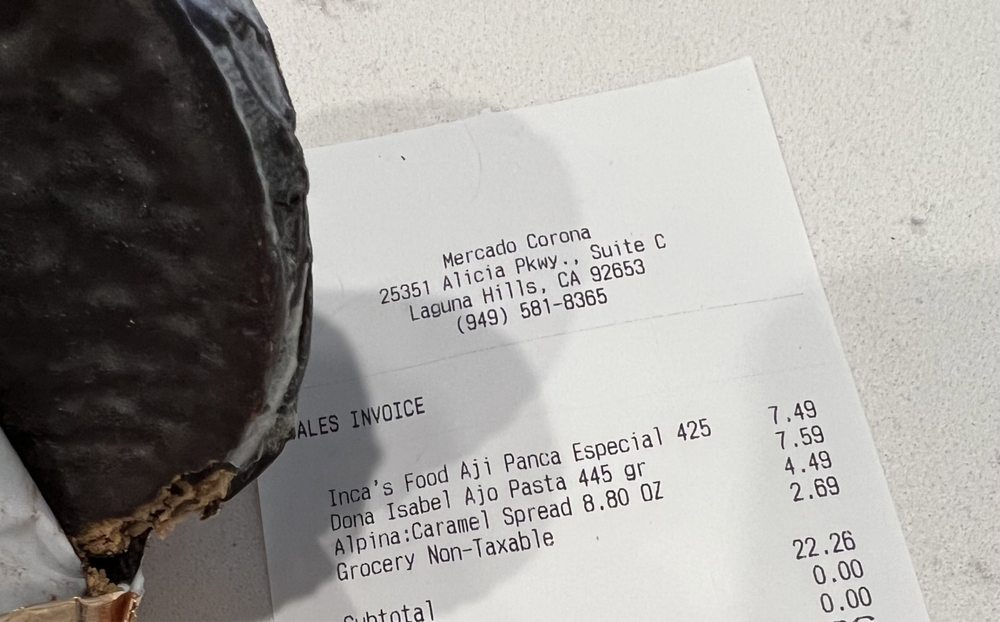 Mercado Corona
25351 Alicia Pkwy., Suite C
Laguna Hills, CA 92653
(949) 581-8365
ALES INVOICE
Inca's Food Aji Panca Especial 425 7.49
Dona Isabel Ajo Pasta 445 gr 7.59
Alpina:Caramel Spread 8.80 OZ 4.49
Grocery Non-Taxable 2.69
Subtotal 22.26
0.00
0.00